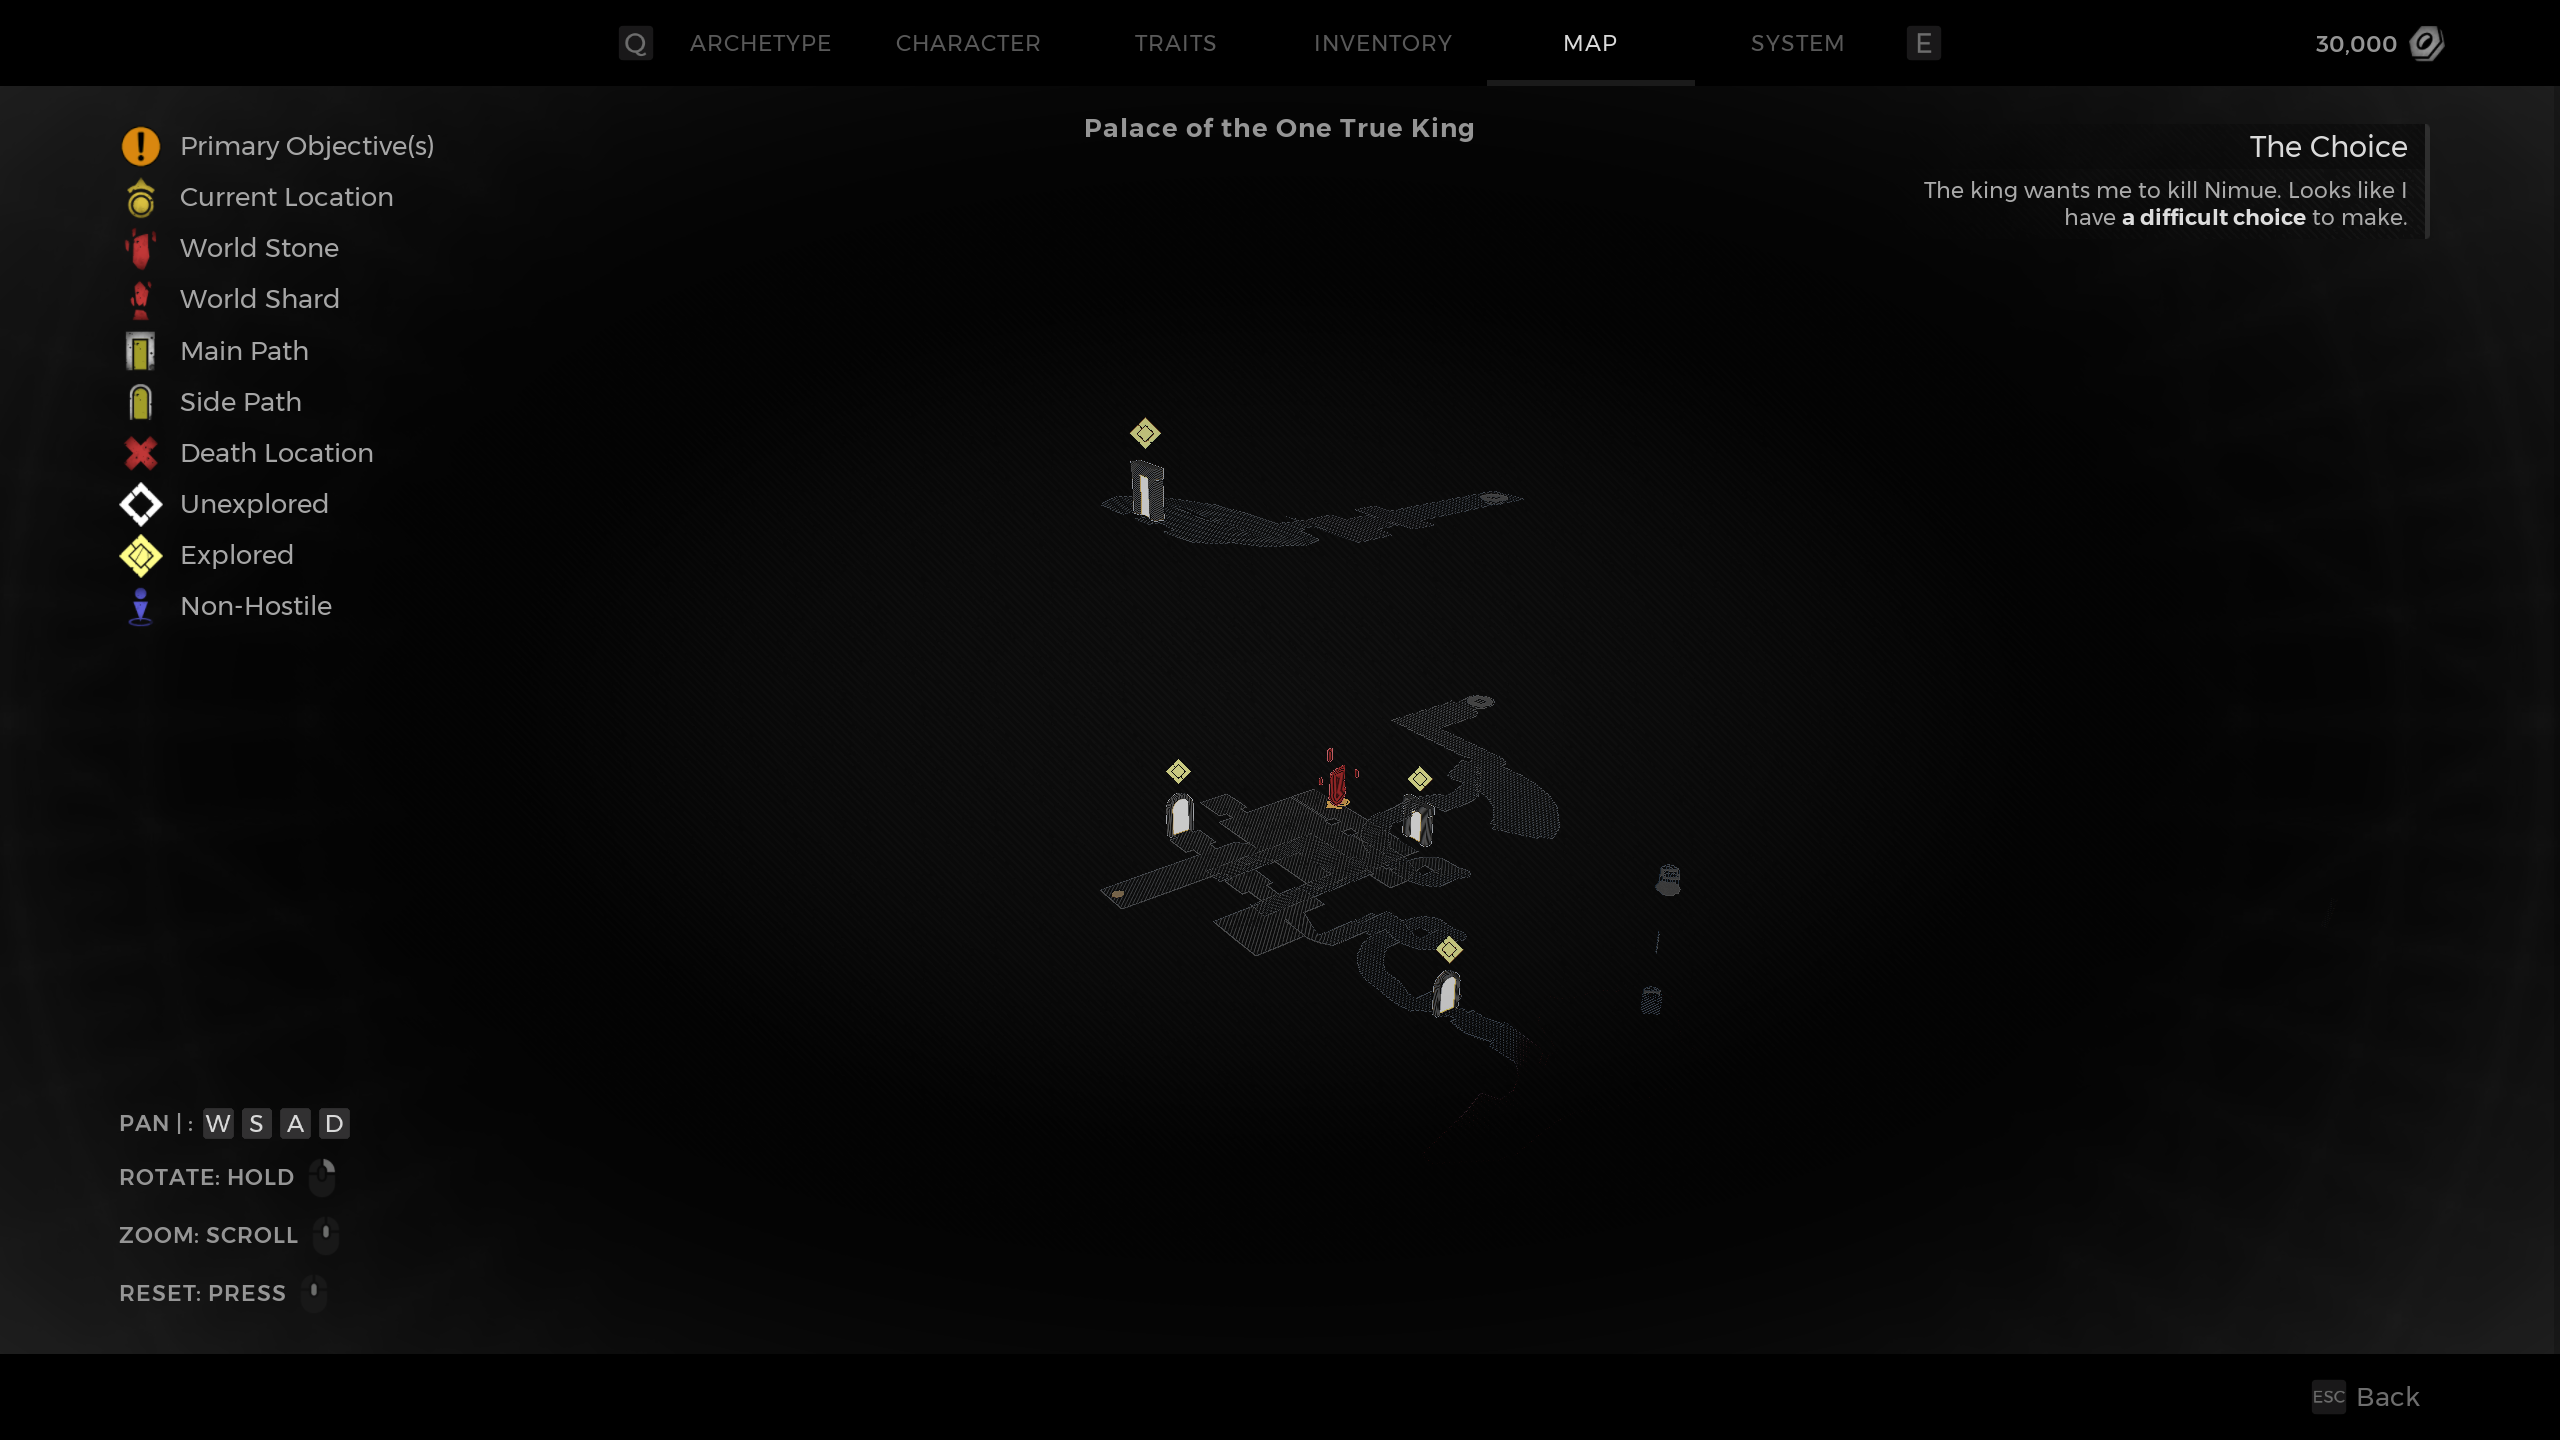 Q ARCHETYPE CHARACTER TRAITS INVENTORY MAP SYSTEM E 30,000
Palace of the One True King
Primary Objective(s)
Current Location
World Stone
World Shard
Main Path
Side Path
Death Location
Unexplored
Explored
Non-Hostile
The Choice
The king wants me to kill Nimue. Looks like I
have a difficult choice to make.
PAN | : W S A D
ROTATE: HOLD
ZOOM: SCROLL
RESET: PRESS
ESC Back